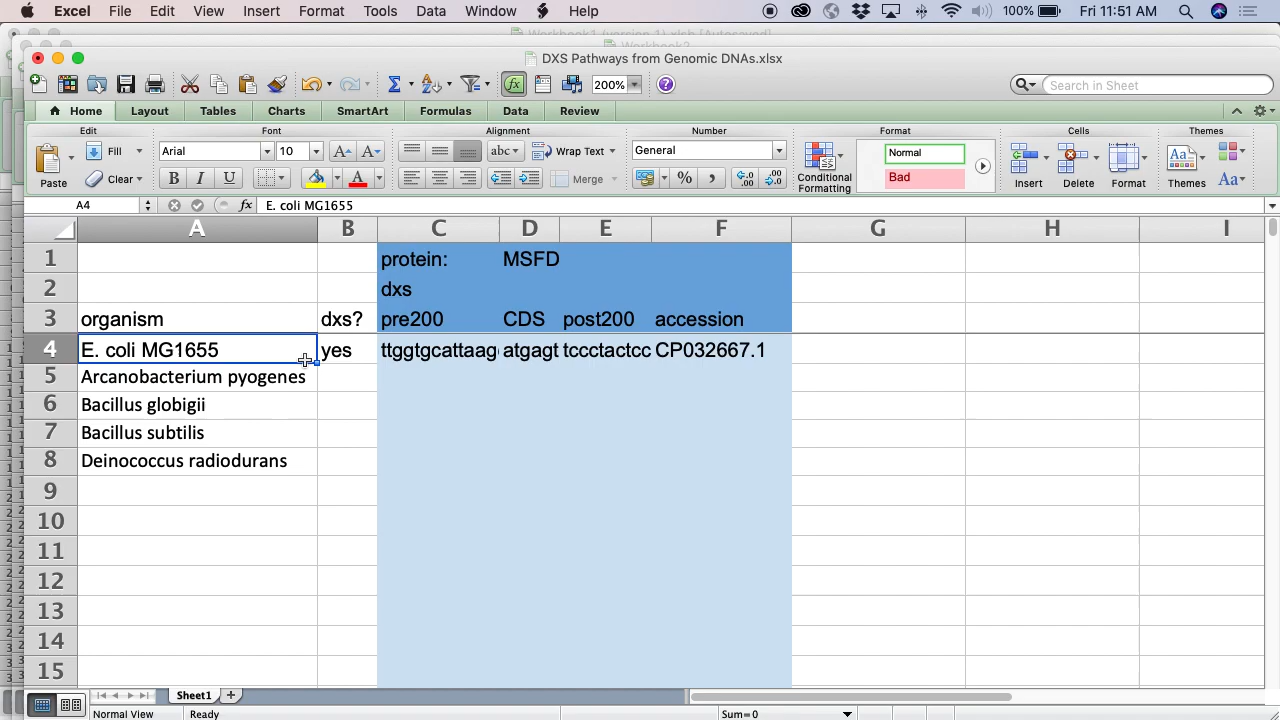 Excel File Edit View Insert Format Tools Data Window Help 100% Fri 11:51 AM
DXS Pathways from Genomic DNAs.xlsx
200% Search in Sheet
Home Layout Tables Charts SmartArt Formulas Data Review
Edit Font Alignment Number Format Cells Themes
Fill Arial 10 abc Wrap Text General Normal
Paste Clear B I U A Merge % , Conditional Formatting Bad Insert Delete Format Themes Aa
A4 fx E. coli MG1655
A B C D E F G H I
1 protein: MSFD
2 dxs
3 organism dxs? pre200 CDS post200 accession
4 E. coli MG1655 yes ttggtgcattaag atgagt tccctactcc CP032667.1
5 Arcanobacterium pyogenes
6 Bacillus globigii
7 Bacillus subtilis
8 Deinococcus radiodurans
9
10
11
12
13
14
15
Sheet1
Normal View Ready Sum=0